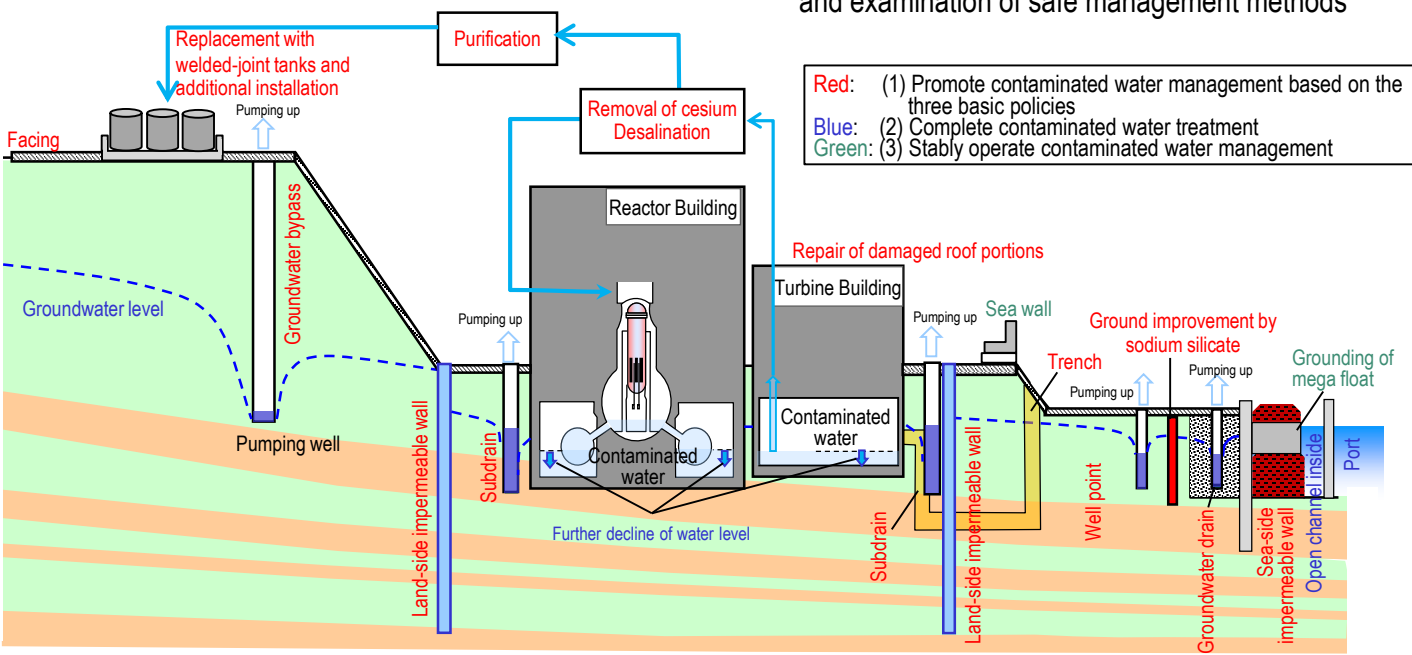 and examination of safe management methods
Red: (1) Promote contaminated water management based on the
three basic policies
Blue: (2) Complete contaminated water treatment
Green: (3) Stably operate contaminated water management
Replacement with
welded-joint tanks and
additional installation
Purification
Removal of cesium
Desalination
Pumping up
Facing
Groundwater bypass
Groundwater level
Pumping well
Reactor Building
Repair of damaged roof portions
Turbine Building
Pumping up
Subdrain
Contaminated
water
Contaminated
water
Further decline of water level
Land-side impermeable wall
Pumping up
Subdrain
Land-side impermeable wall
Sea wall
Trench
Ground improvement by
sodium silicate
Pumping up
Pumping up
Grounding of
mega float
Well point
Groundwater drain
Sea-side
impermeable wall
Open channel inside
Port